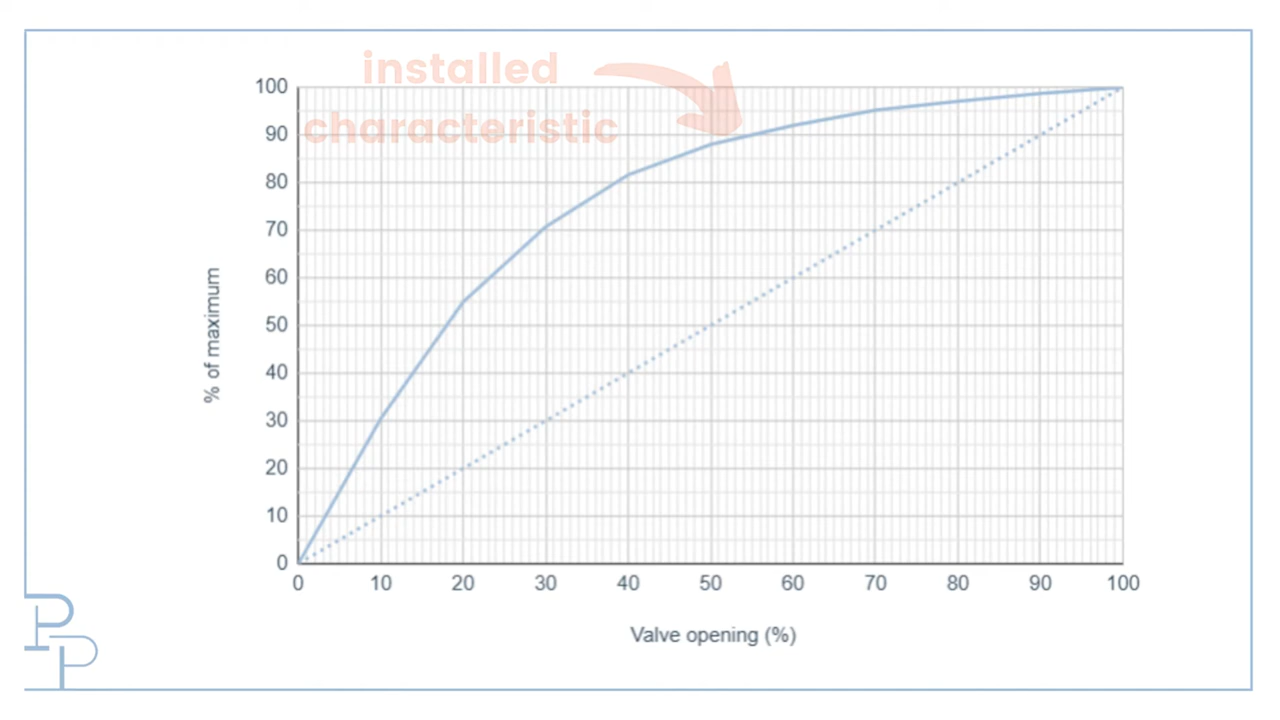 installed
characteristic
100
90
80
70
60
50
40
30
20
10
0
% of maximum
0 10 20 30 40 50 60 70 80 90 100
Valve opening (%)
PP